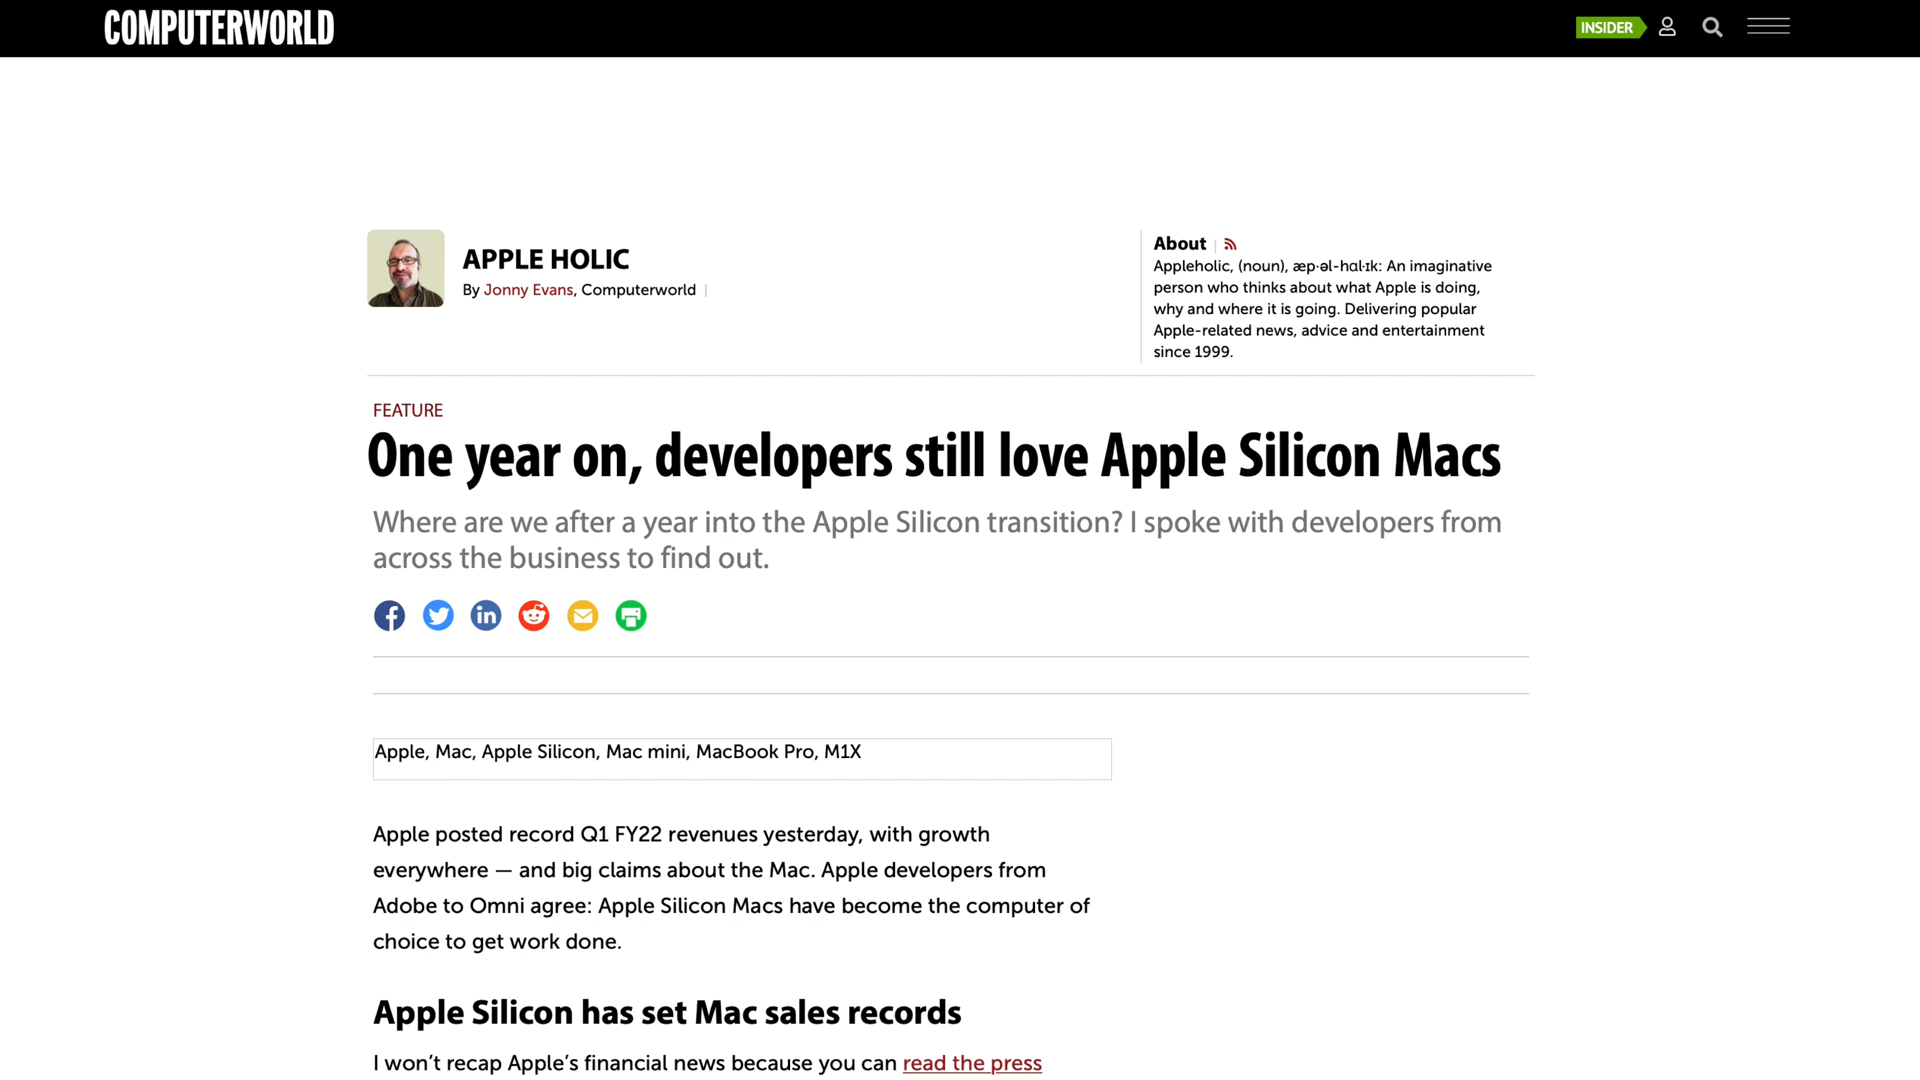 COMPUTERWORLD
INSIDER
APPLE HOLIC
By Jonny Evans, Computerworld |
About
Appleholic, (noun), æp·əl-hɑl·ɪk: An imaginative
person who thinks about what Apple is doing,
why and where it is going. Delivering popular
Apple-related news, advice and entertainment
since 1999.
FEATURE
One year on, developers still love Apple Silicon Macs
Where are we after a year into the Apple Silicon transition? I spoke with developers from
across the business to find out.
Apple, Mac, Apple Silicon, Mac mini, MacBook Pro, M1X
Apple posted record Q1 FY22 revenues yesterday, with growth
everywhere — and big claims about the Mac. Apple developers from
Adobe to Omni agree: Apple Silicon Macs have become the computer of
choice to get work done.
Apple Silicon has set Mac sales records
I won’t recap Apple’s financial news because you can read the press